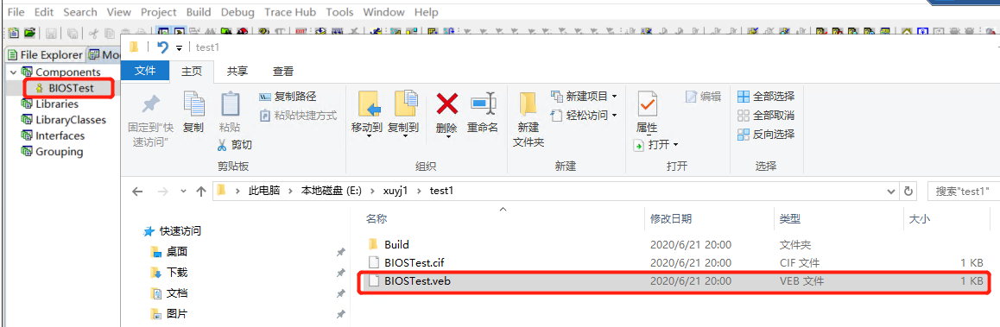 File Edit Search View Project Build Debug Trace Hub Tools Window Help
test1
File Explorer
文件 主页 共享 查看
Components
BIOSTest
Libraries
LibraryClasses
Interfaces
Grouping
固定到"快
速访问"
复制
粘贴
复制路径
粘贴快捷方式
剪切
剪贴板
移动到
复制到
删除
重命名
组织
新建
文件夹
新建项目
轻松访问
新建
属性
打开
编辑
打开
全部选择
全部取消
反向选择
选择
此电脑 > 本地磁盘 (E:) > xuyj1 > test1
搜索"test1"
名称 修改日期 类型 大小
快速访问
桌面
下载
文档
图片
Build 2020/6/21 20:00 文件夹
BIOSTest.cif 2020/6/21 20:00 CIF 文件 1 KB
BIOSTest.veb 2020/6/21 20:00 VEB 文件 1 KB